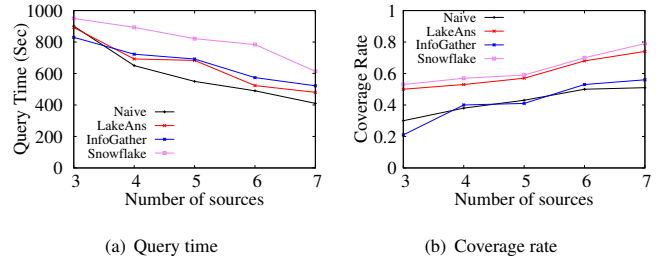 1000
800
600
400
200
0
Query Time (Sec)
Naive
LakeAns
InfoGather
Snowflake
3 4 5 6 7
Number of sources
(a) Query time
1
0.8
0.6
0.4
0.2
0
Coverage Rate
Naive
LakeAns
InfoGather
Snowflake
3 4 5 6 7
Number of sources
(b) Coverage rate